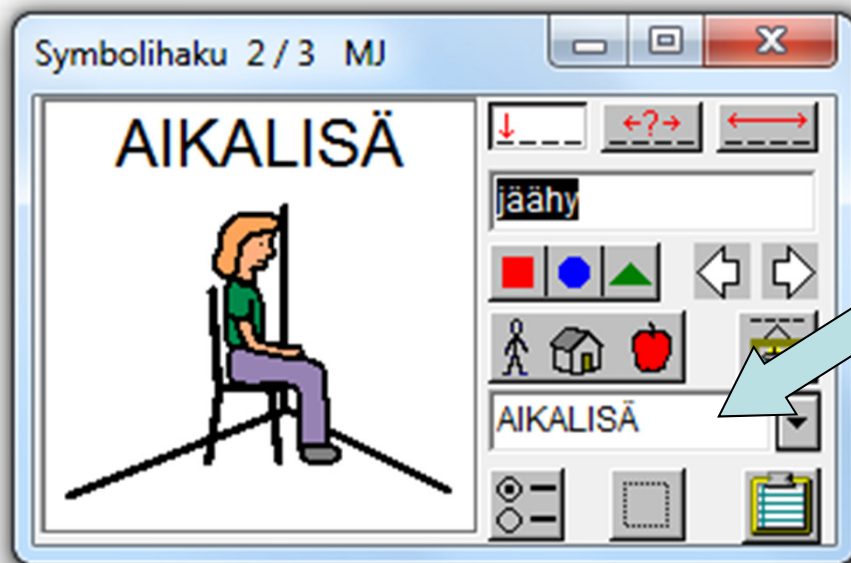 Symbolihaku 2 / 3 MJ
AIKALISÄ
←?→
jäähy
AIKALISÄ